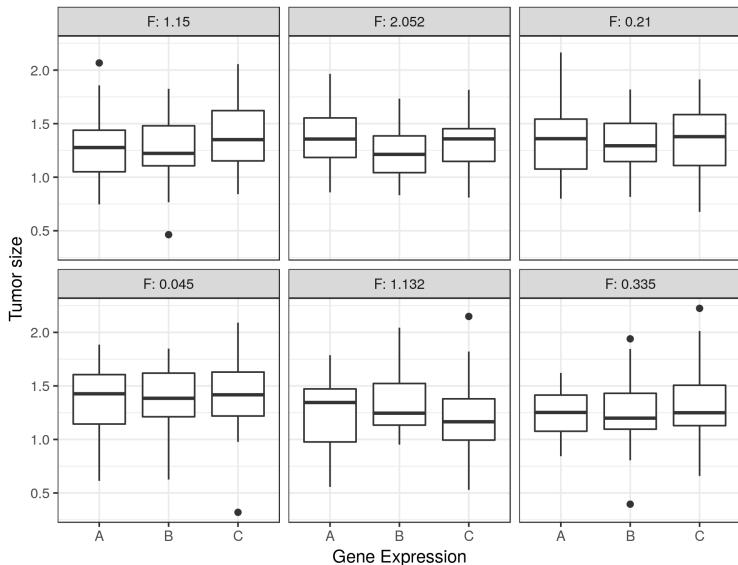 F: 1.15 F: 2.052 F: 0.21
2.0
1.5
1.0
0.5
Tumor size
F: 0.045 F: 1.132 F: 0.335
2.0
1.5
1.0
0.5
A B C A B C A B C
Gene Expression